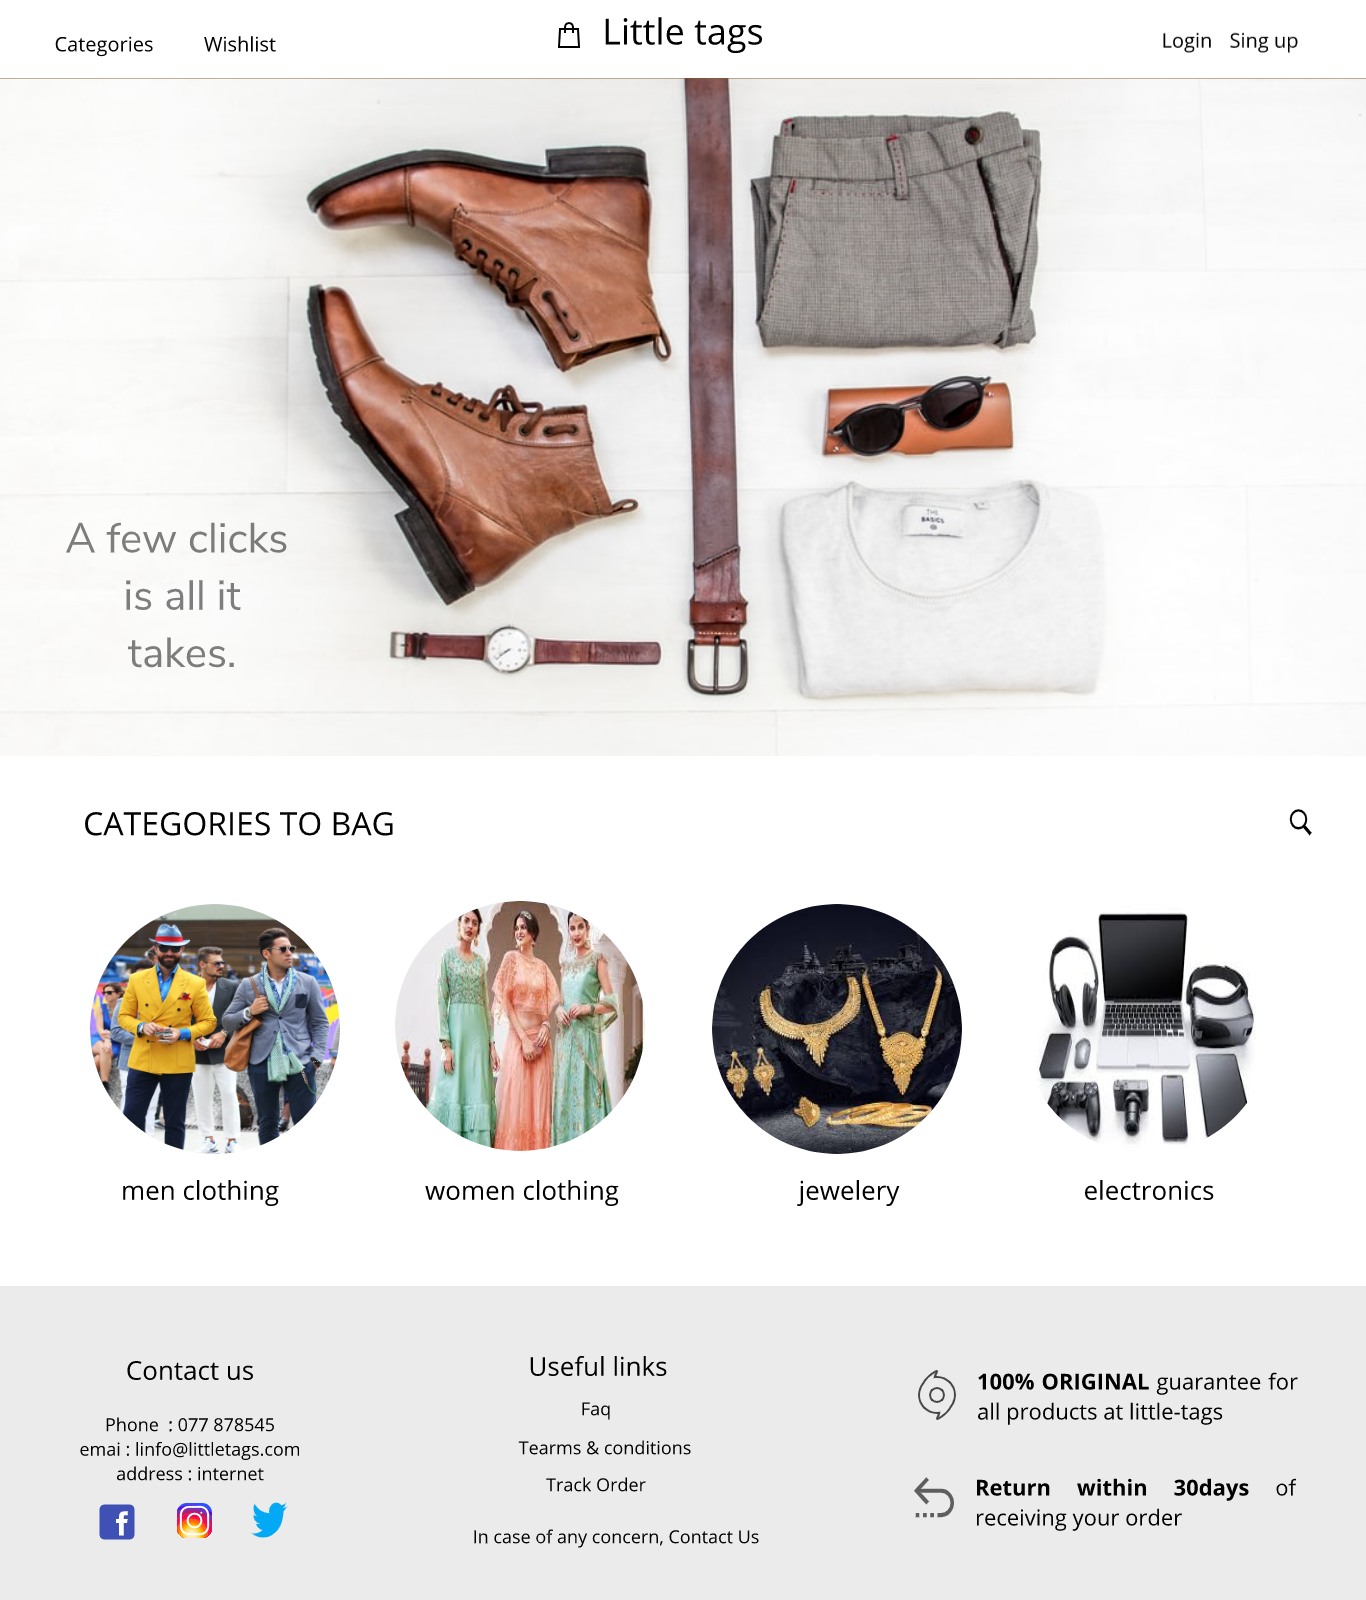 Categories Wishlist Little tags Login Sing up
THE
BASICS
A few clicks
is all it
takes.
CATEGORIES TO BAG
men clothing women clothing jewelery electronics
Contact us
Phone : 077 878545
emai : linfo@littletags.com
address : internet
Useful links
Faq
Tearms & conditions
Track Order
In case of any concern, Contact Us
100% ORIGINAL guarantee for
all products at little-tags
Return within 30days of
receiving your order